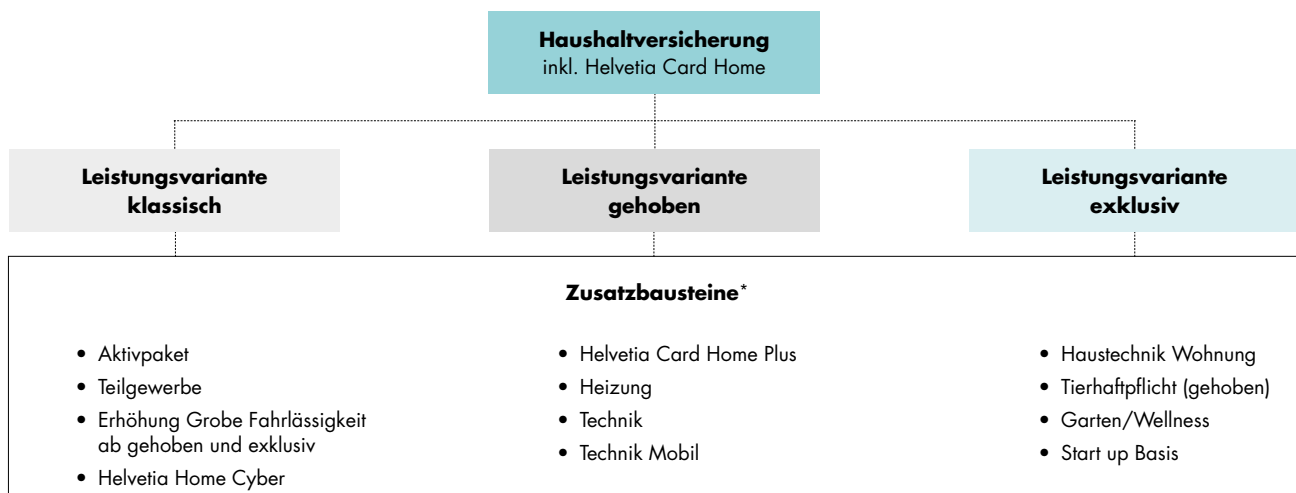 Haushaltversicherung
inkl. Helvetia Card Home
Leistungsvariante
klassisch
Leistungsvariante
gehoben
Leistungsvariante
exklusiv
Zusatzbausteine*
• Aktivpaket
• Teilgewerbe
• Erhöhung Grobe Fahrlässigkeit
ab gehoben und exklusiv
• Helvetia Home Cyber
• Helvetia Card Home Plus
• Heizung
• Technik
• Technik Mobil
• Haustechnik Wohnung
• Tierhaftpflicht (gehoben)
• Garten/Wellness
• Start up Basis